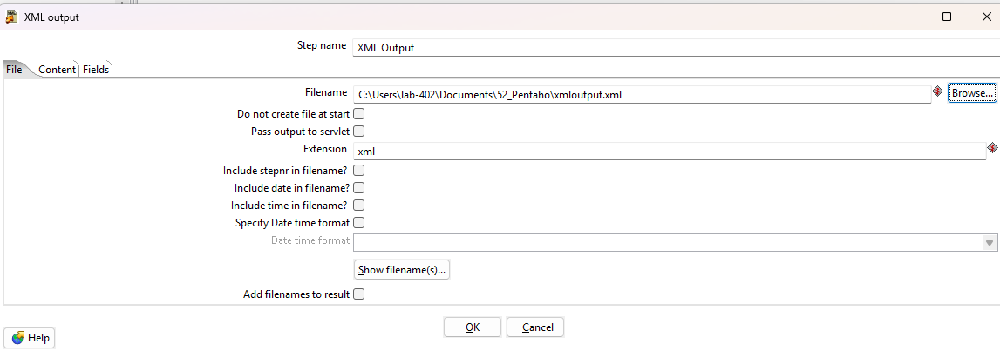 XML output
Step name XML Output
File Content Fields
Filename C:\Users\lab-402\Documents\52_Pentaho\xmloutput.xml Browse...
Do not create file at start
Pass output to servlet
Extension xml
Include stepnr in filename?
Include date in filename?
Include time in filename?
Specify Date time format
Date time format
Show filename(s)...
Add filenames to result
OK Cancel
Help